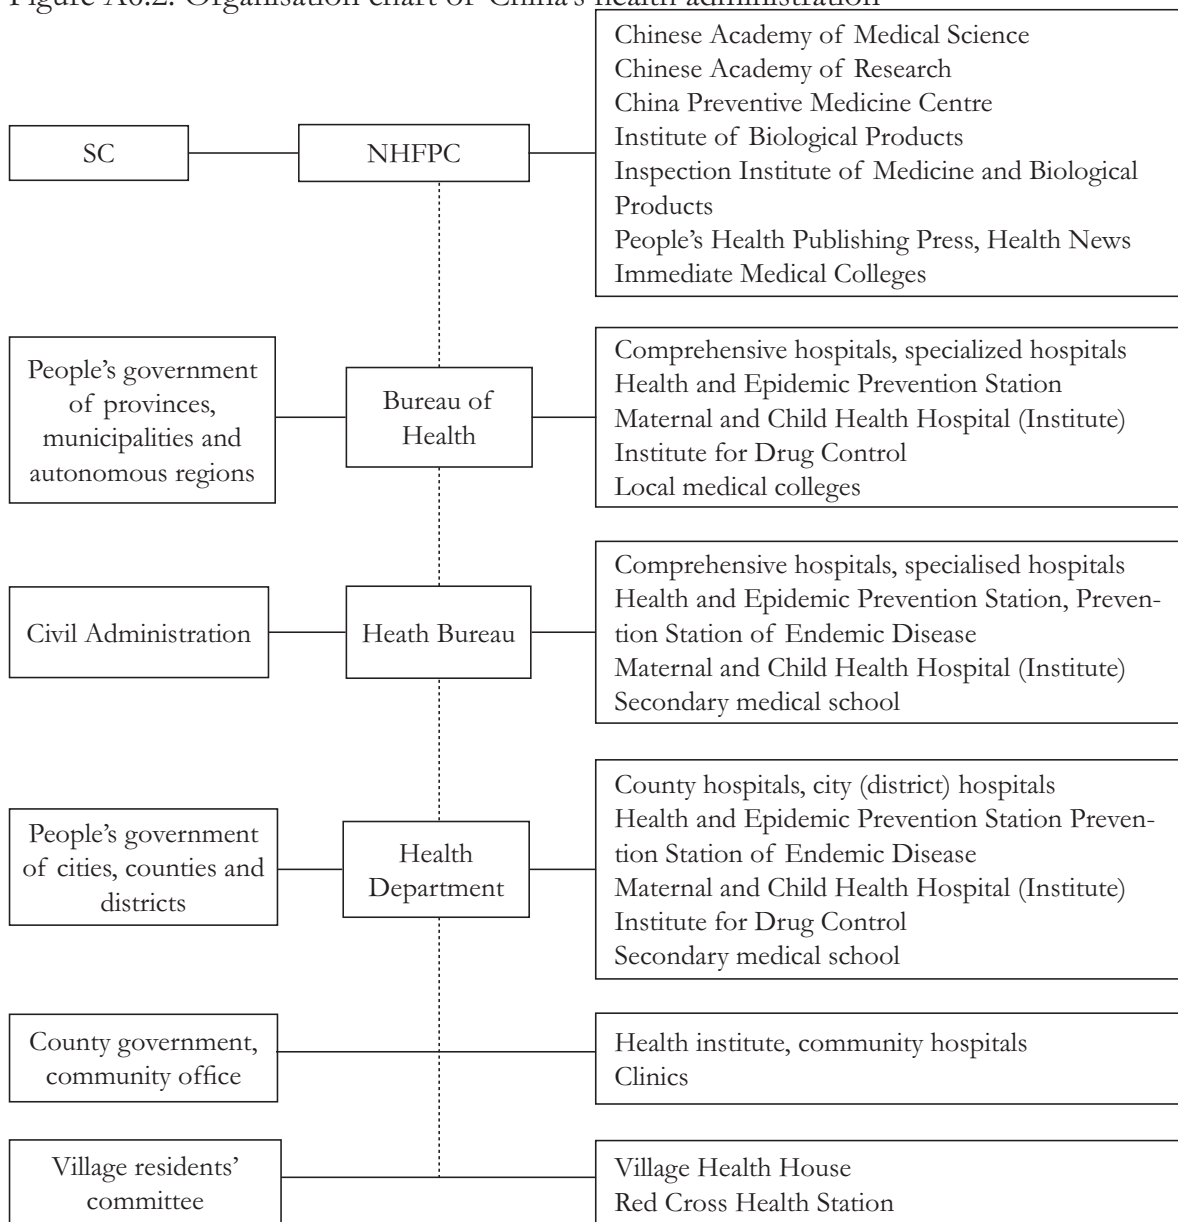 Figure A6.2: Organisation chart of China's health administration
SC
NHFPC
Chinese Academy of Medical Science
Chinese Academy of Research
China Preventive Medicine Centre
Institute of Biological Products
Inspection Institute of Medicine and Biological
Products
People's Health Publishing Press, Health News
Immediate Medical Colleges
People's government
of provinces,
municipalities and
autonomous regions
Bureau of
Health
Comprehensive hospitals, specialized hospitals
Health and Epidemic Prevention Station
Maternal and Child Health Hospital (Institute)
Institute for Drug Control
Local medical colleges
Civil Administration
Heath Bureau
Comprehensive hospitals, specialised hospitals
Health and Epidemic Prevention Station, Preven-
tion Station of Endemic Disease
Maternal and Child Health Hospital (Institute)
Secondary medical school
People's government
of cities, counties and
districts
Health
Department
County hospitals, city (district) hospitals
Health and Epidemic Prevention Station Preven-
tion Station of Endemic Disease
Maternal and Child Health Hospital (Institute)
Institute for Drug Control
Secondary medical school
County government,
community office
Health institute, community hospitals
Clinics
Village residents'
committee
Village Health House
Red Cross Health Station